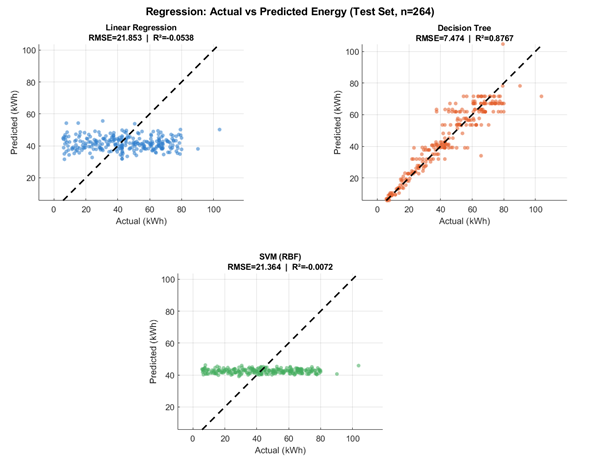 Regression: Actual vs Predicted Energy (Test Set, n=264)
Linear Regression
RMSE=21.853 | R²=-0.0538
Predicted (kWh)
100
80
60
40
20
0 20 40 60 80 100
Actual (kWh)
Decision Tree
RMSE=7.474 | R²=0.8767
Predicted (kWh)
100
80
60
40
20
0 20 40 60 80 100
Actual (kWh)
SVM (RBF)
RMSE=21.364 | R²=-0.0072
Predicted (kWh)
100
80
60
40
20
0 20 40 60 80 100
Actual (kWh)